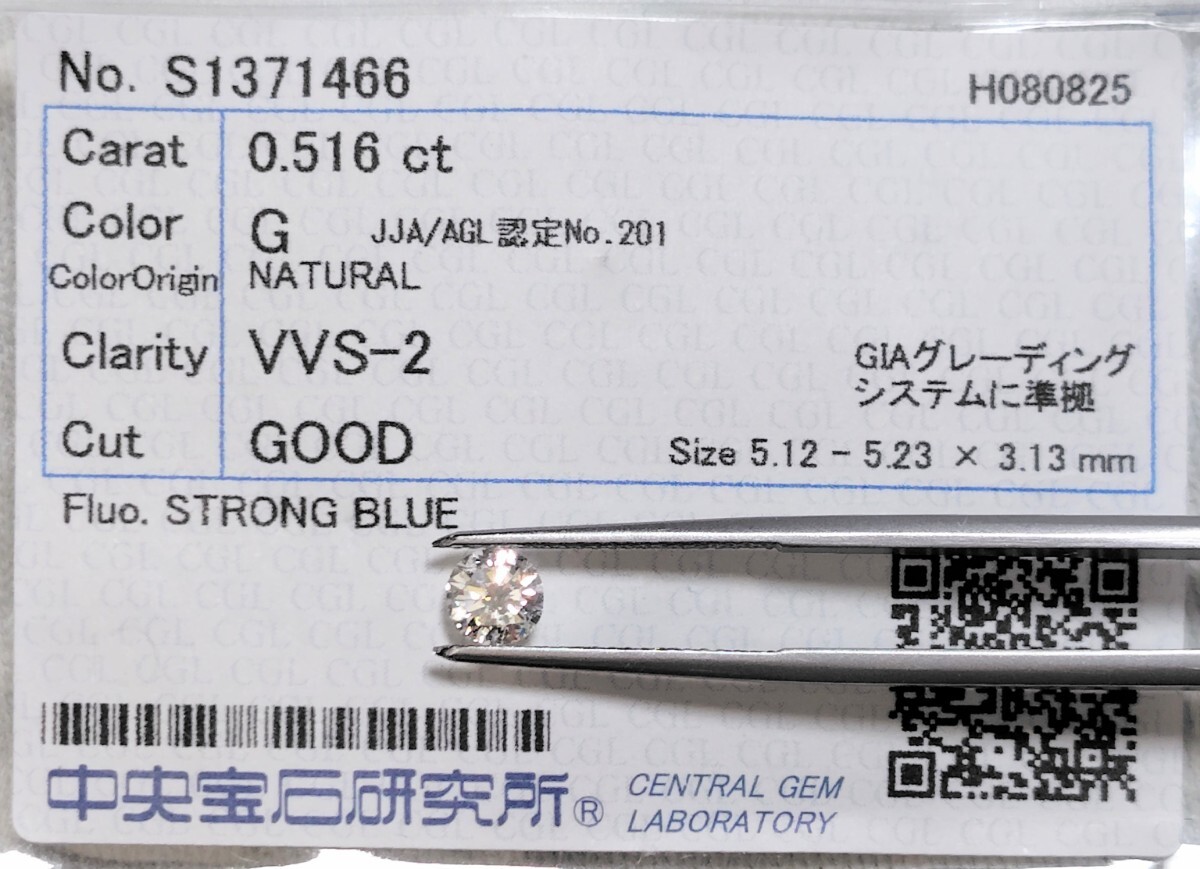 No. S1371466
H080825
Carat 0.516 ct
Color G JJA/AGL認定No.201
ColorOrigin NATURAL
Clarity VVS-2
GIAグレーディング
システムに準拠
Cut GOOD
Size 5.12 - 5.23 × 3.13 mm
Fluo. STRONG BLUE
中央宝石研究所® CENTRAL GEM
LABORATORY